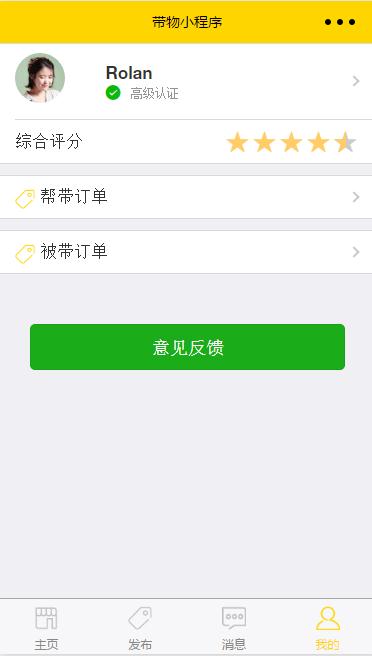 带物小程序
Rolan
高级认证
综合评分
帮带订单
被带订单
意见反馈
主页 发布 消息 我的